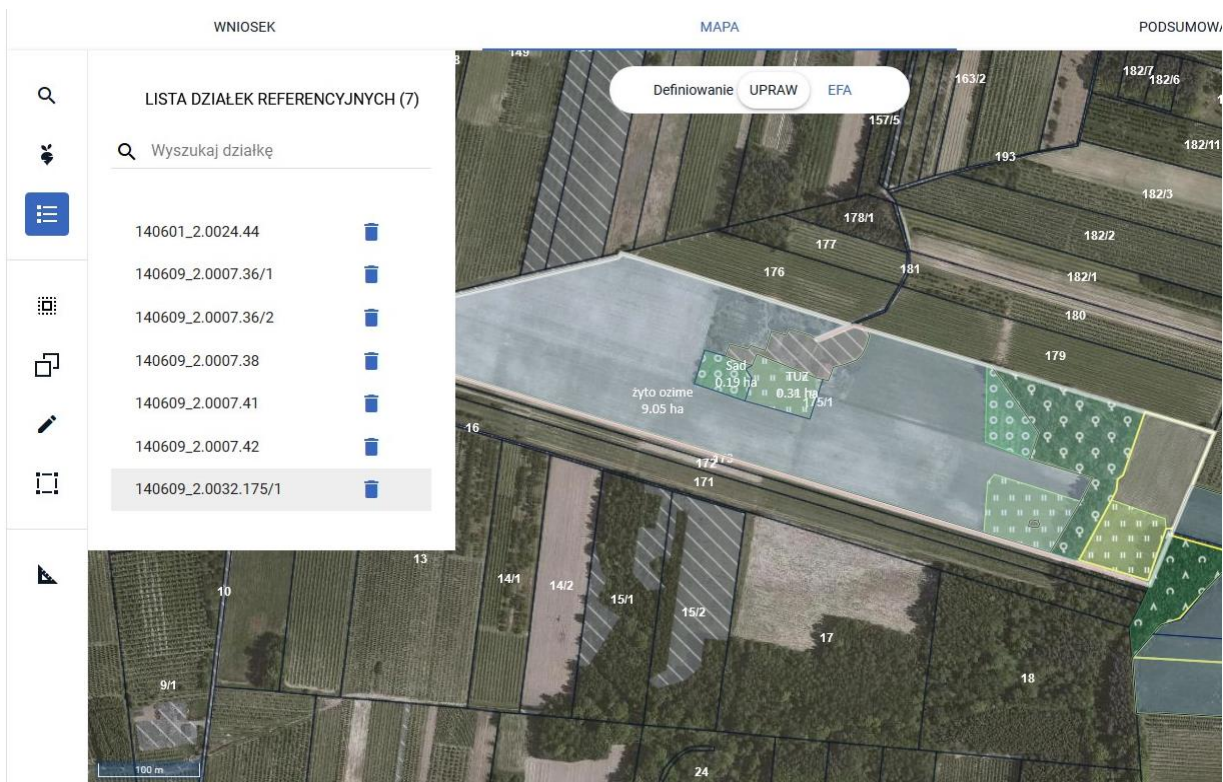 WNIOSEK
MAPA
PODSUMOWA
LISTA DZIAŁEK REFERENCYJNYCH (7)
Wyszukaj działkę
140601_2.0024.44
140609_2.0007.36/1
140609_2.0007.36/2
140609_2.0007.38
140609_2.0007.41
140609_2.0007.42
140609_2.0032.175/1
Definiowanie UPRAW EFA
149
163/2
182/7
182/6
157/5
182/11
193
182/3
178/1
177
182/2
176
181
182/1
180
179
Sad
0.19 ha
TUZ
0.31 ha
175/1
żyto ozime
9.05 ha
16
172
171
13
14/1
14/2
10
15/1
15/2
17
18
9/1
24
100 m